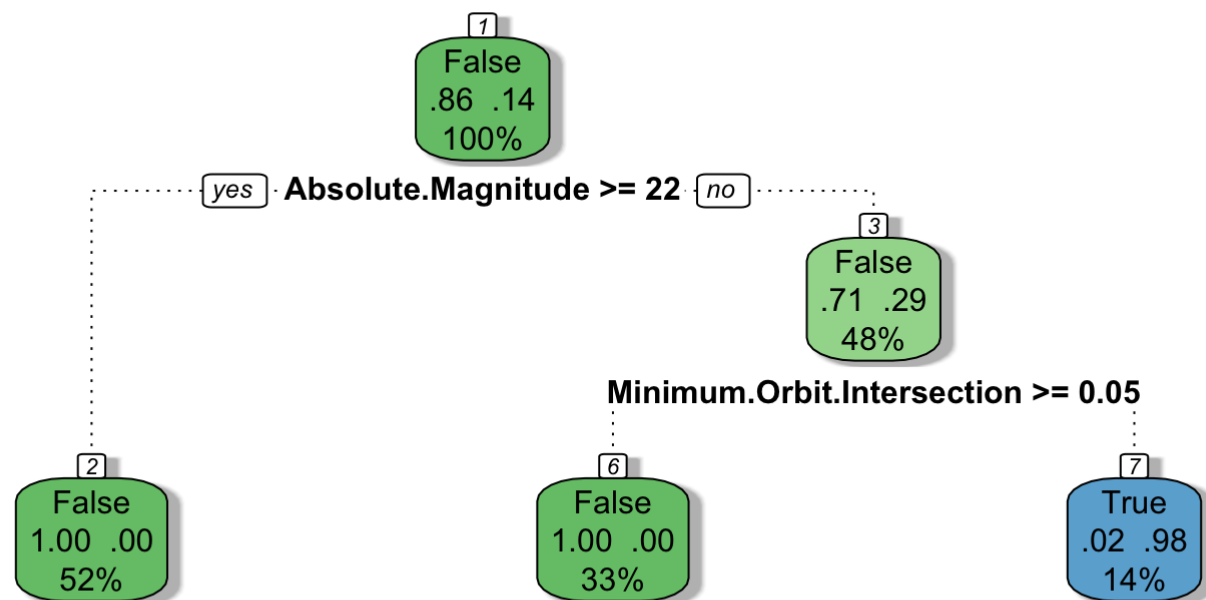 1
False
.86 .14
100%
yes Absolute.Magnitude >= 22 no
3
False
.71 .29
48%
Minimum.Orbit.Intersection >= 0.05
2
False
1.00 .00
52%
6
False
1.00 .00
33%
7
True
.02 .98
14%